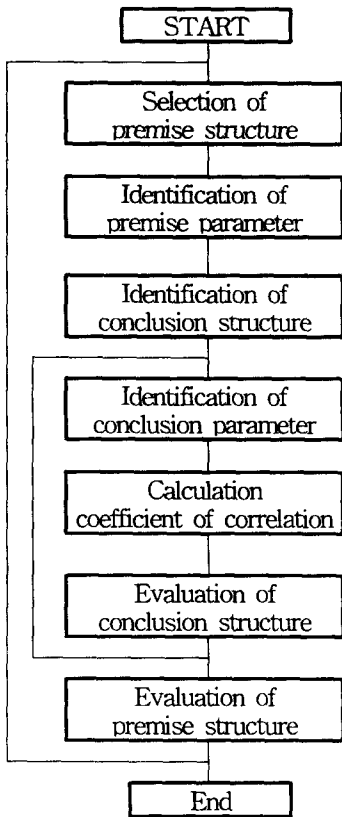 START
Selection of
premise structure
Identification of
premise parameter
Identification of
conclusion structure
Identification of
conclusion parameter
Calculation
coefficient of correlation
Evaluation of
conclusion structure
Evaluation of
premise structure
End